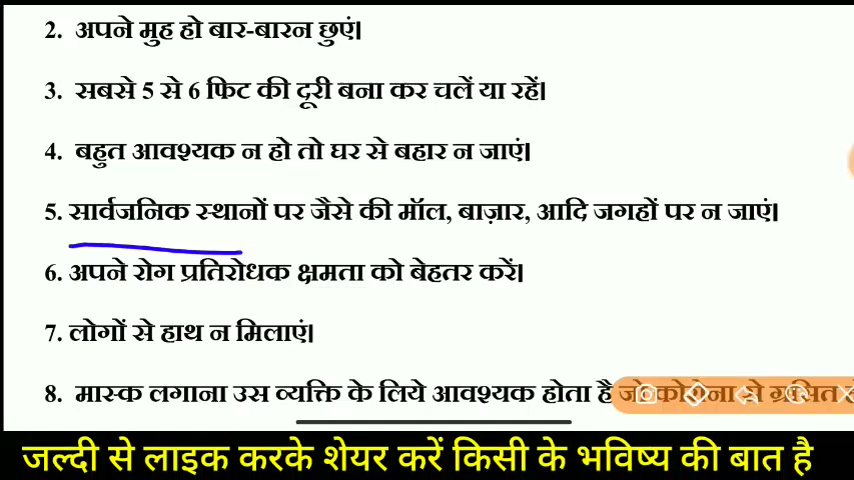 2. अपने मुह हो बार-बारन छुएं।
3. सबसे 5 से 6 फिट की दूरी बना कर चलें या रहें।
4. बहुत आवश्यक न हो तो घर से बहार न जाएं।
5. सार्वजनिक स्थानों पर जैसे की मॉल, बाज़ार, आदि जगहों पर न जाएं।
6. अपने रोग प्रतिरोधक क्षमता को बेहतर करें।
7. लोगों से हाथ न मिलाएं।
8. मास्क लगाना उस व्यक्ति के लिये आवश्यक होता है जो कोरोना से ग्रसित
जल्दी से लाइक करके शेयर करें किसी के भविष्य की बात है